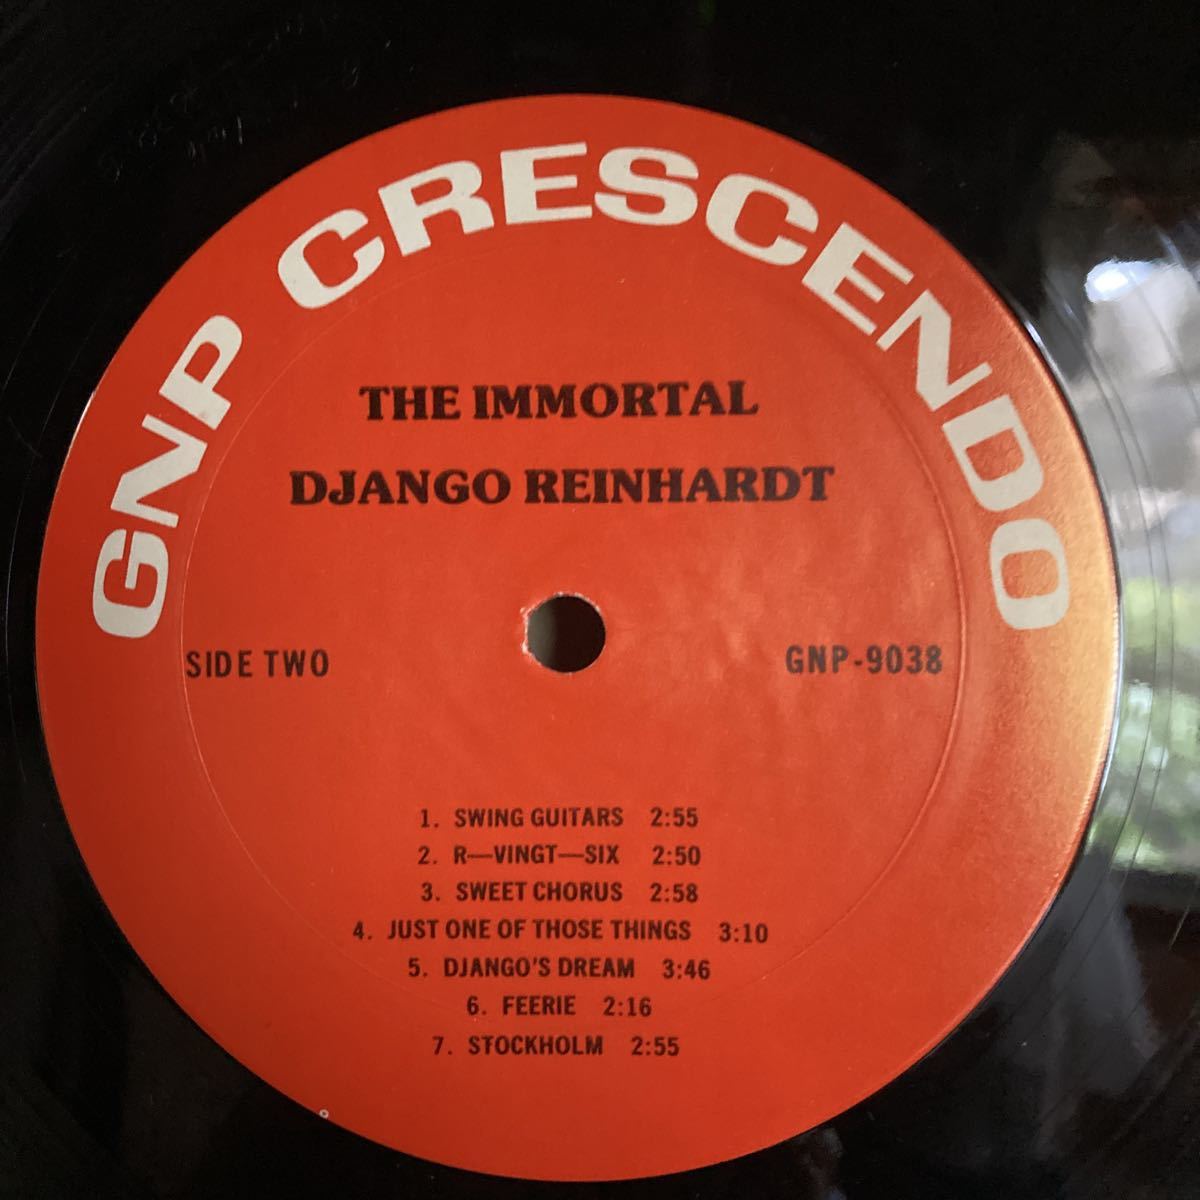 GNP CRESCENDO
THE IMMORTAL
DJANGO REINHARDT
SIDE TWO
GNP-9038
1. SWING GUITARS 2:55
2. R—VINGT—SIX 2:50
3. SWEET CHORUS 2:58
4. JUST ONE OF THOSE THINGS 3:10
5. DJANGO'S DREAM 3:46
6. FEERIE 2:16
7. STOCKHOLM 2:55